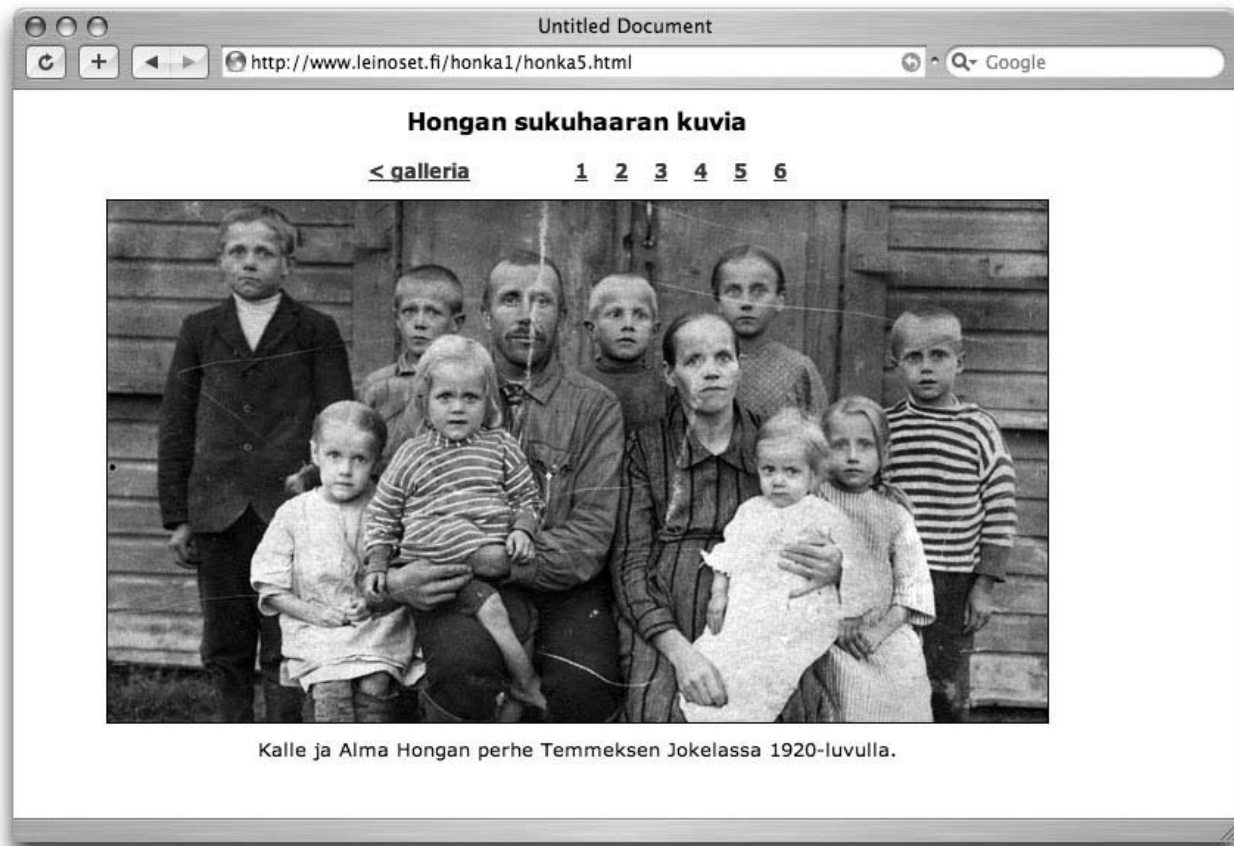 Untitled Document
http://www.leinoset.fi/honka1/honka5.html
Google
Hongan sukuhaaran kuvia
< galleria 1 2 3 4 5 6
Kalle ja Alma Hongan perhe Temmeksen Jokelassa 1920-luvulla.